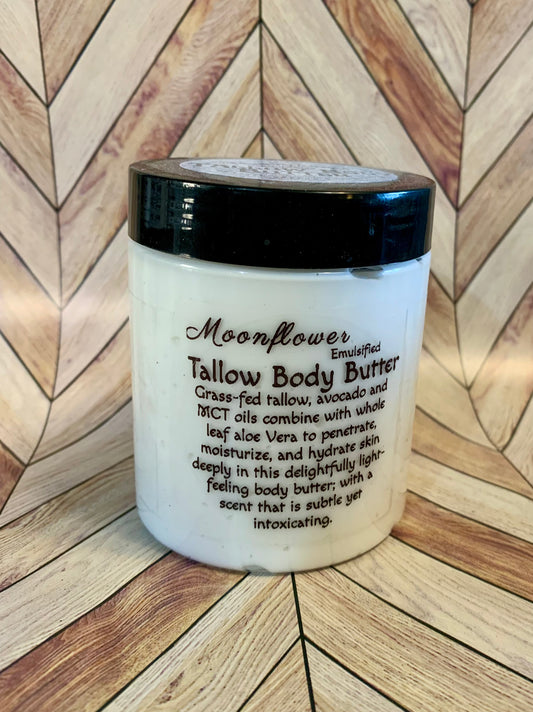 Moonflower
Emulsified
Tallow Body Butter
Grass-fed tallow, avocado and
MCT oils combine with whole
leaf aloe Vera to penetrate,
moisturize, and hydrate skin
deeply in this delightfully light-
feeling body butter; with a
scent that is subtle yet
intoxicating.